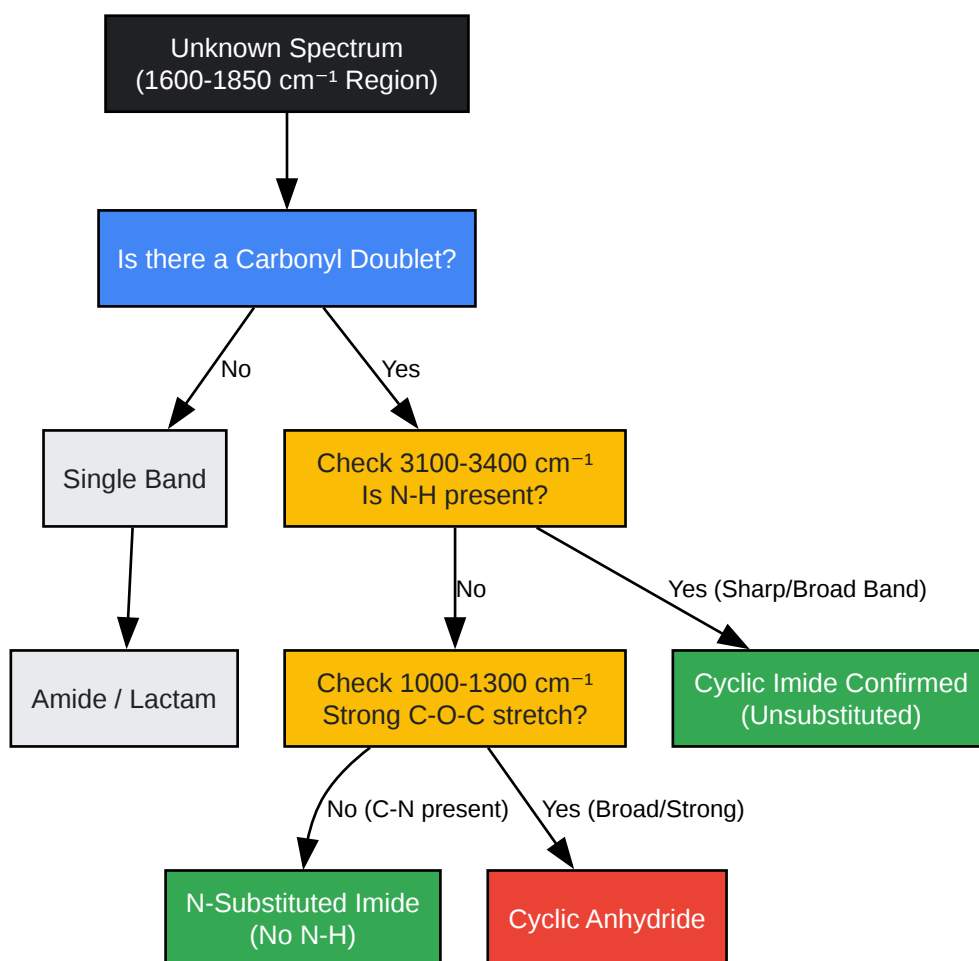 Unknown Spectrum
(1600-1850 cm⁻¹ Region)
Is there a Carbonyl Doublet?
No
Yes
Single Band
Check 3100-3400 cm⁻¹
Is N-H present?
No
Yes (Sharp/Broad Band)
Amide / Lactam
Check 1000-1300 cm⁻¹
Strong C-O-C stretch?
Cyclic Imide Confirmed
(Unsubstituted)
No (C-N present)
Yes (Broad/Strong)
N-Substituted Imide
(No N-H)
Cyclic Anhydride